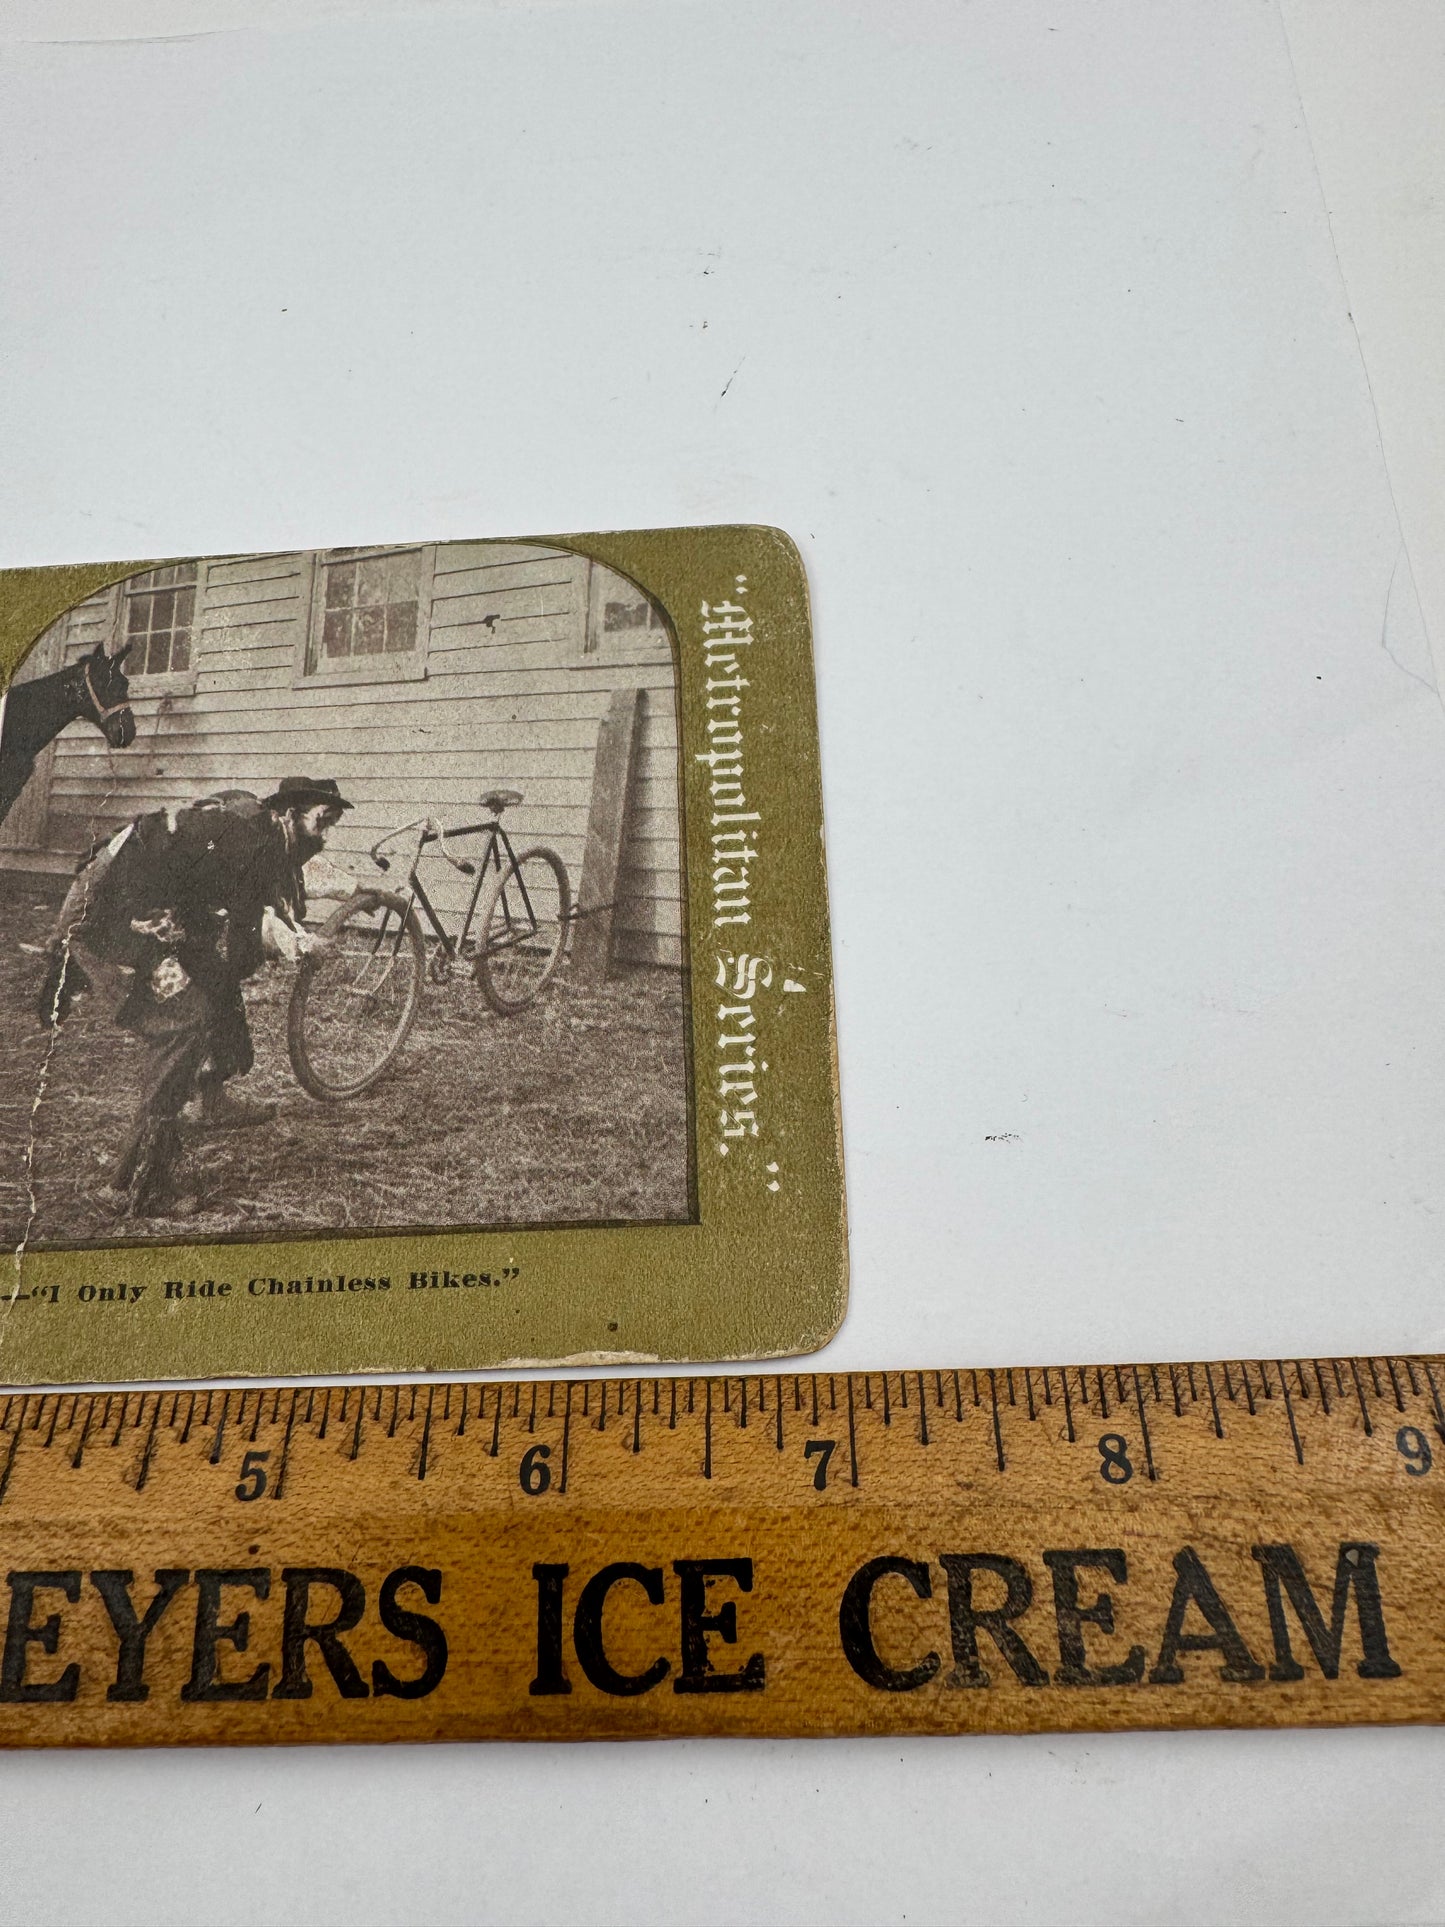 "Metropolitan Series."
—"I Only Ride Chainless Bikes."
5 6 7 8 9
EYERS ICE CREAM